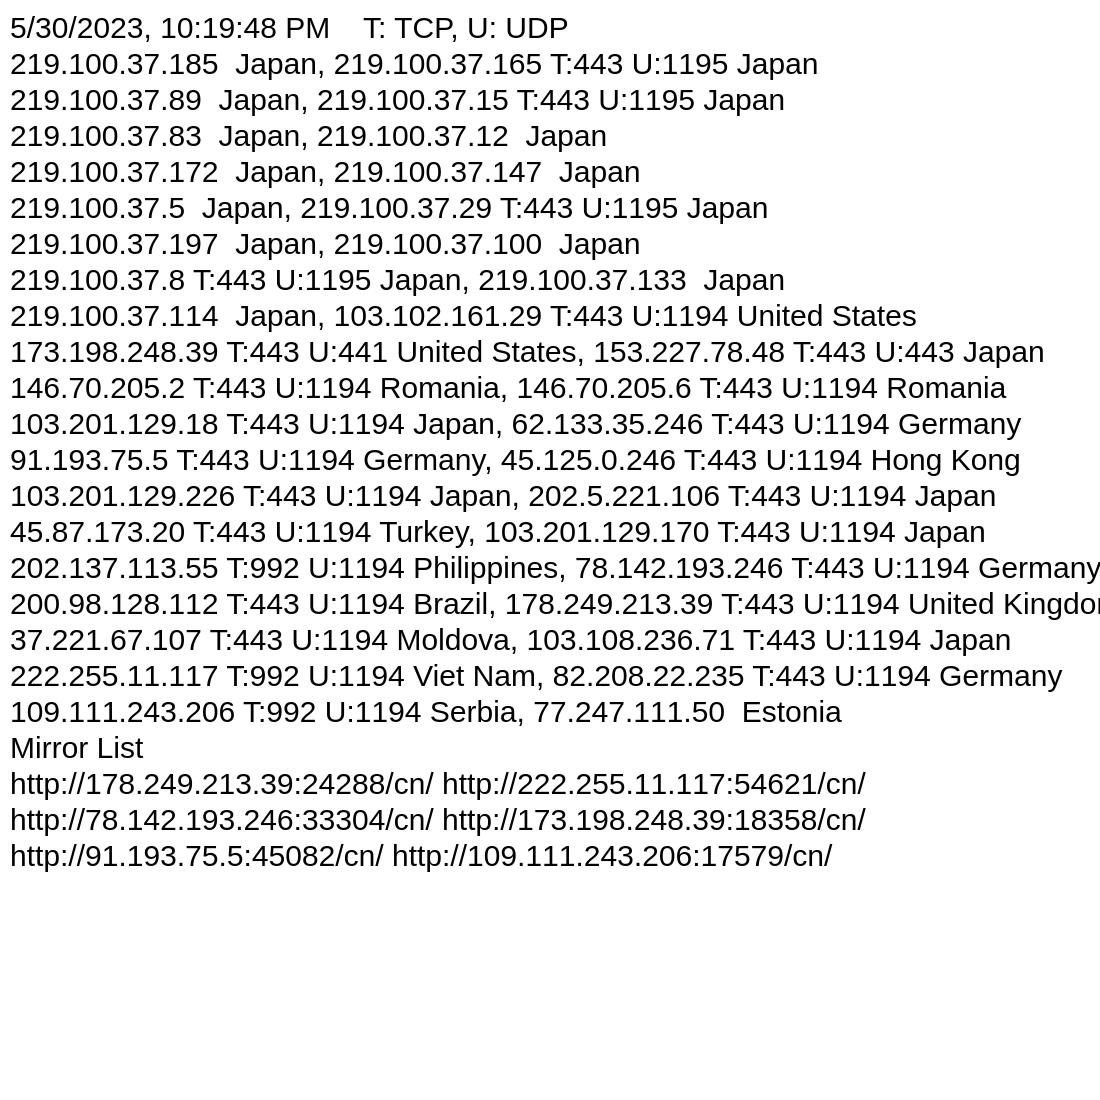 5/30/2023, 10:19:48 PM    T: TCP, U: UDP
219.100.37.185  Japan, 219.100.37.165 T:443 U:1195 Japan
219.100.37.89  Japan, 219.100.37.15 T:443 U:1195 Japan
219.100.37.83  Japan, 219.100.37.12  Japan
219.100.37.172  Japan, 219.100.37.147  Japan
219.100.37.5  Japan, 219.100.37.29 T:443 U:1195 Japan
219.100.37.197  Japan, 219.100.37.100  Japan
219.100.37.8 T:443 U:1195 Japan, 219.100.37.133  Japan
219.100.37.114  Japan, 103.102.161.29 T:443 U:1194 United States
173.198.248.39 T:443 U:441 United States, 153.227.78.48 T:443 U:443 Japan
146.70.205.2 T:443 U:1194 Romania, 146.70.205.6 T:443 U:1194 Romania
103.201.129.18 T:443 U:1194 Japan, 62.133.35.246 T:443 U:1194 Germany
91.193.75.5 T:443 U:1194 Germany, 45.125.0.246 T:443 U:1194 Hong Kong
103.201.129.226 T:443 U:1194 Japan, 202.5.221.106 T:443 U:1194 Japan
45.87.173.20 T:443 U:1194 Turkey, 103.201.129.170 T:443 U:1194 Japan
202.137.113.55 T:992 U:1194 Philippines, 78.142.193.246 T:443 U:1194 Germany
200.98.128.112 T:443 U:1194 Brazil, 178.249.213.39 T:443 U:1194 United
37.221.67.107 T:443 U:1194 Moldova, 103.108.236.71 T:443 U:1194 Japan
222.255.11.117 T:992 U:1194 Viet Nam, 82.208.22.235 T:443 U:1194 Germany
109.111.243.206 T:992 U:1194 Serbia, 77.247.111.50  Estonia
Mirror List
http://178.249.213.39:24288/cn/ http://222.255.11.117:54621/cn/
http://78.142.193.246:33304/cn/ http://173.198.248.39:18358/cn/
http://91.193.75.5:45082/cn/ http://109.111.243.206:17579/cn/